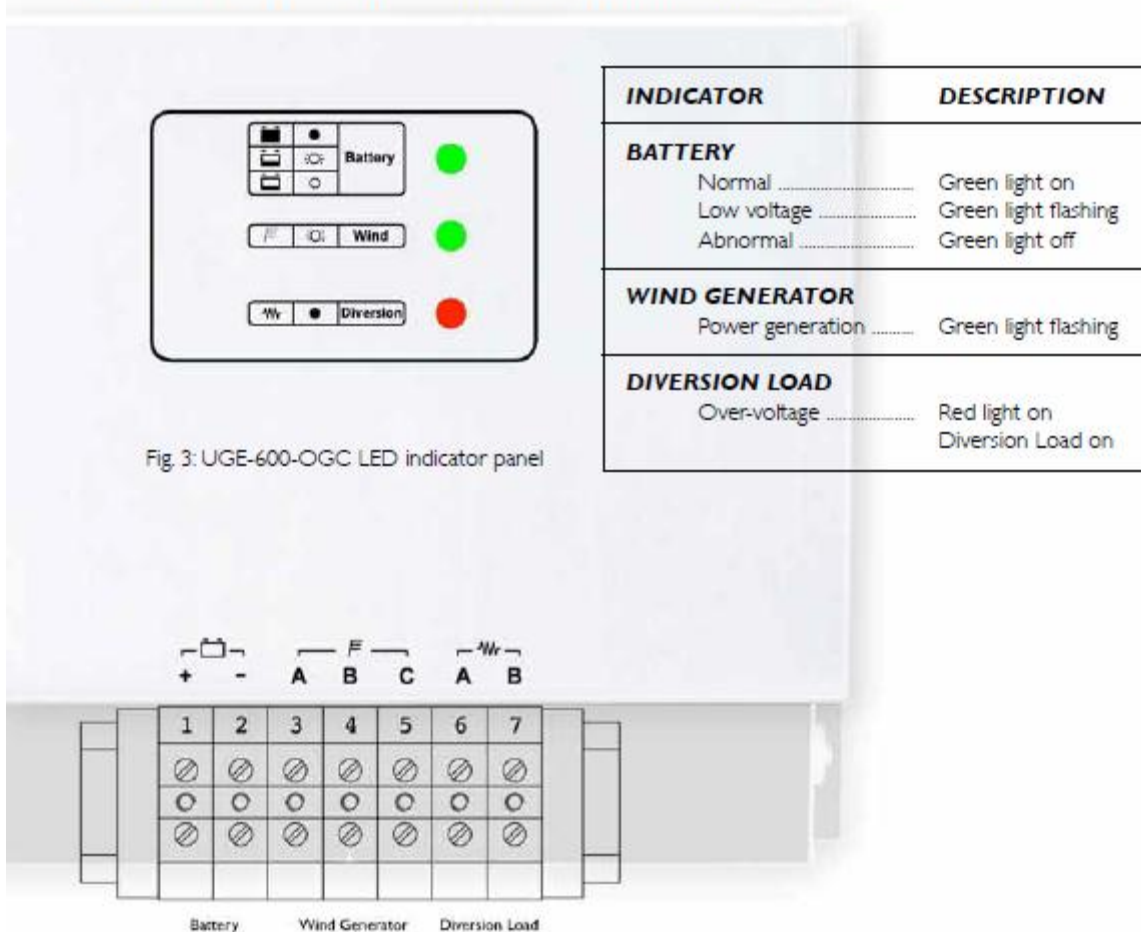 Battery
Wind
Diversion
Fig. 3: UGE-600-OGC LED indicator panel
INDICATOR DESCRIPTION
BATTERY
Normal ........................ Green light on
Low voltage ................. Green light flashing
Abnormal ..................... Green light off
WIND GENERATOR
Power generation ......... Green light flashing
DIVERSION LOAD
Over-voltage ................. Red light on
Diversion Load on
+ - A B C A B
1 2 3 4 5 6 7
Battery Wind Generator Diversion Load